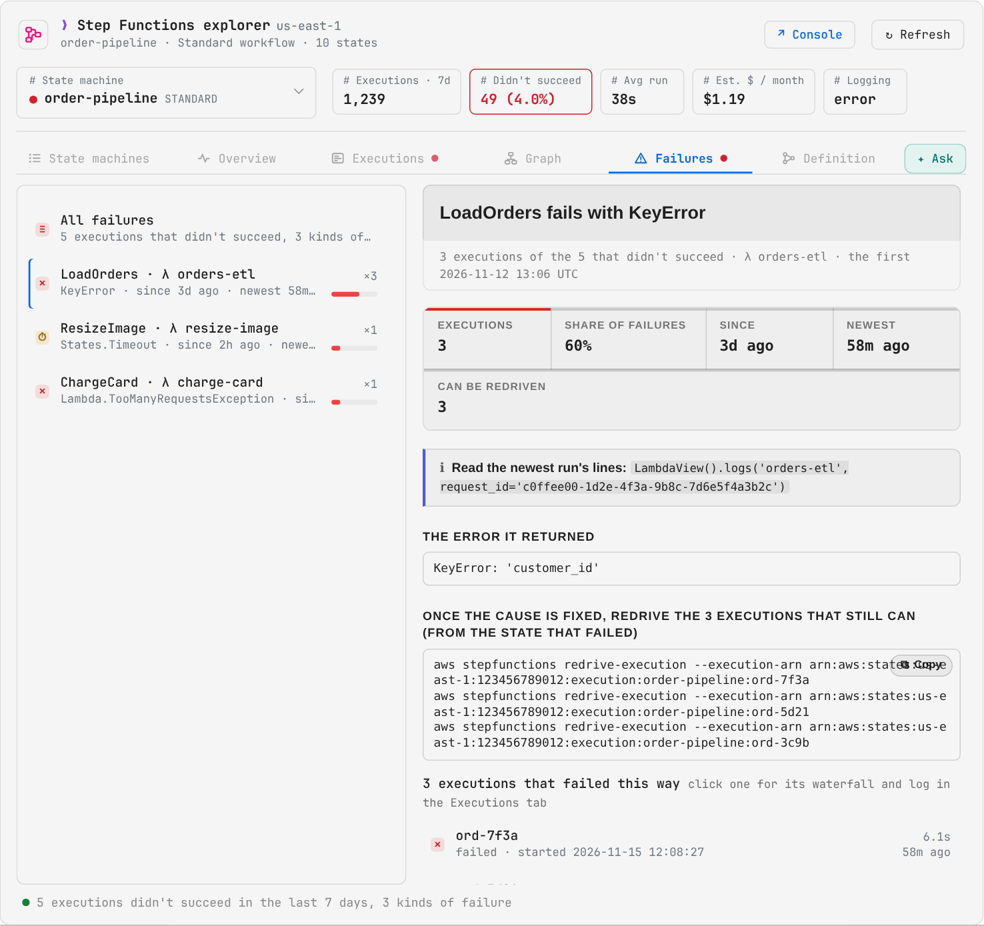 Step Functions explorer us-east-1
order-pipeline · Standard workflow · 10 states
↗ Console
↻ Refresh
# State machine
order-pipeline STANDARD
# Executions · 7d
1,239
# Didn't succeed
49 (4.0%)
# Avg run
38s
# Est. $ / month
$1.19
# Logging
error
State machines
Overview
Executions
Graph
Failures
Definition
✦ Ask
All failures
5 executions that didn't succeed, 3 kinds of…
LoadOrders · λ orders-etl ×3
KeyError · since 3d ago · newest 58m…
ResizeImage · λ resize-image ×1
States.Timeout · since 2h ago · newe…
ChargeCard · λ charge-card ×1
Lambda.TooManyRequestsException · si…
LoadOrders fails with KeyError
3 executions of the 5 that didn't succeed · λ orders-etl · the first
2026-11-12 13:06 UTC
EXECUTIONS
3
SHARE OF FAILURES
60%
SINCE
3d ago
NEWEST
58m ago
CAN BE REDRIVEN
3
ℹ Read the newest run's lines: LambdaView().logs('orders-etl',
request_id='c0ffee00-1d2e-4f3a-9b8c-7d6e5f4a3b2c')
THE ERROR IT RETURNED
KeyError: 'customer_id'
ONCE THE CAUSE IS FIXED, REDRIVE THE 3 EXECUTIONS THAT STILL CAN
(FROM THE STATE THAT FAILED)
Copy
aws stepfunctions redrive-execution --execution-arn arn:aws:states:us-e
ast-1:123456789012:execution:order-pipeline:ord-7f3a
aws stepfunctions redrive-execution --execution-arn arn:aws:states:us-e
ast-1:123456789012:execution:order-pipeline:ord-5d21
aws stepfunctions redrive-execution --execution-arn arn:aws:states:us-e
ast-1:123456789012:execution:order-pipeline:ord-3c9b
3 executions that failed this way click one for its waterfall and log in
the Executions tab
ord-7f3a 6.1s
failed · started 2026-11-15 12:08:27 58m ago
5 executions didn't succeed in the last 7 days, 3 kinds of failure